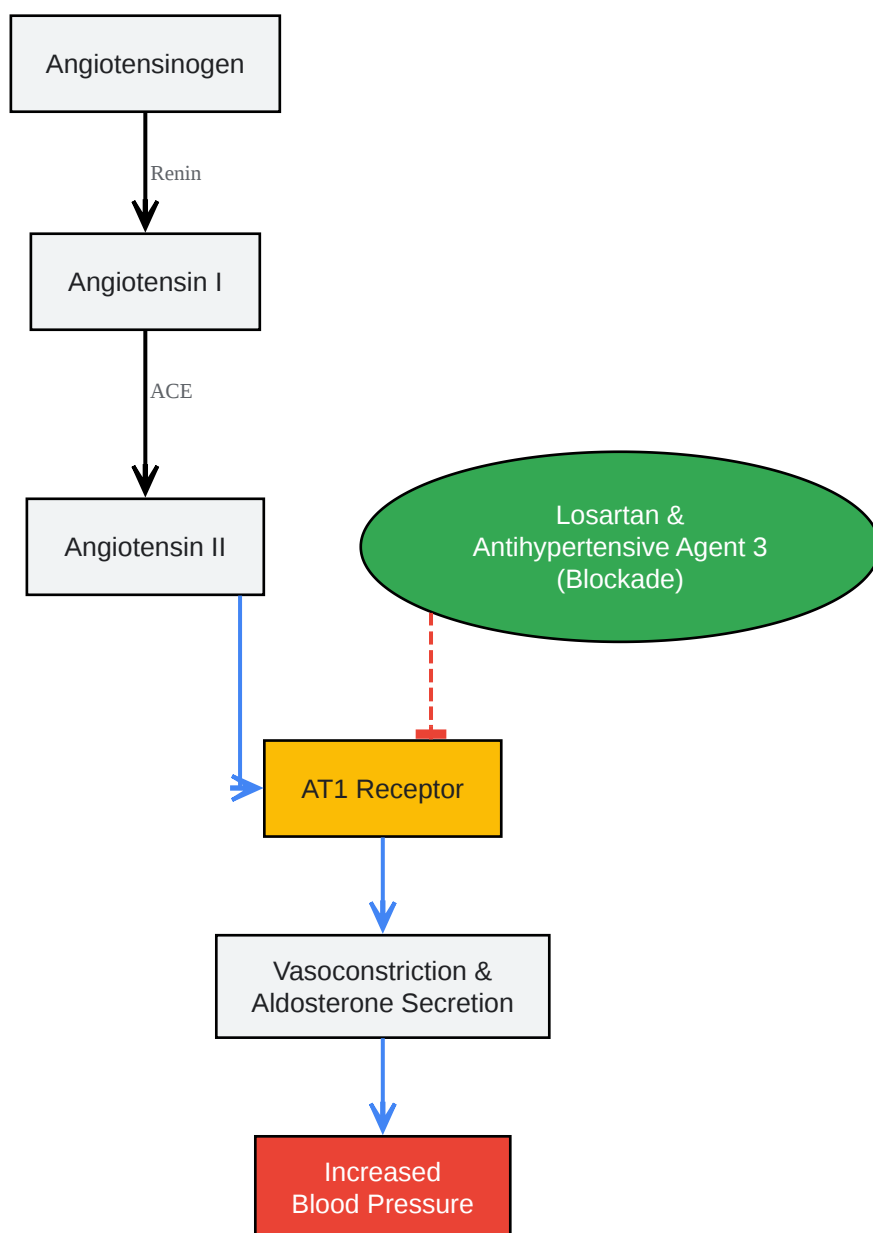 Angiotensinogen
Renin
Angiotensin I
ACE
Angiotensin II
Losartan &
Antihypertensive Agent 3
(Blockade)
AT1 Receptor
Vasoconstriction &
Aldosterone Secretion
Increased
Blood Pressure